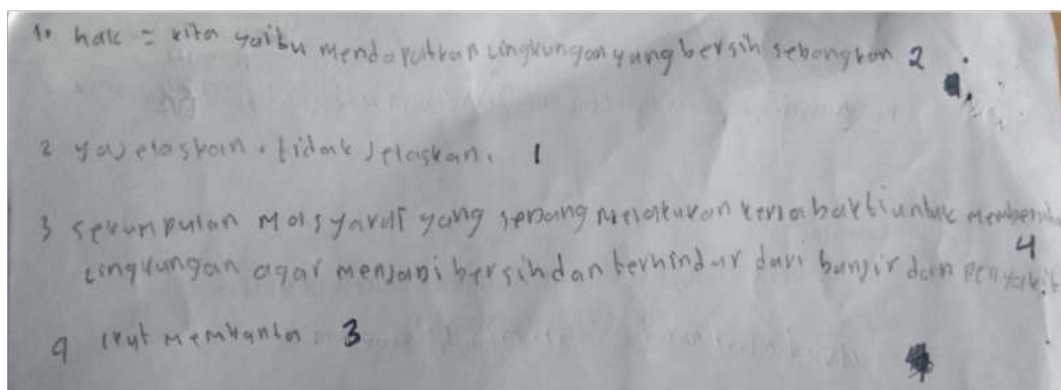 1. hak = kita yaitu mendapatkan lingkungan yang bersih sebangkan 2
2 ya jelaskan. tidak jelaskan. 1
3 sekumpulan masyarat yang sedang melakukan kersa bakti untuk membersih
lingkungan agar menjadi bersih dan terhindar dari banjir dan penyakit 4
4 ikut membantu 3